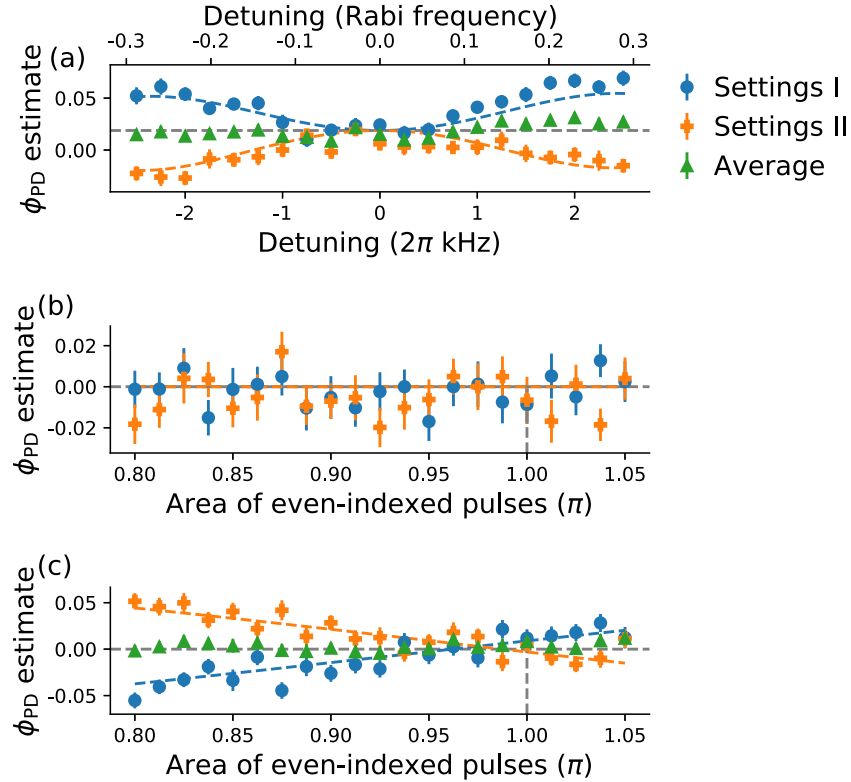 Detuning (Rabi frequency)
-0.3 -0.2 -0.1 0.0 0.1 0.2 0.3
(a)
0.05
0.00
ϕPD estimate
-2 -1 0 1 2
Detuning (2π kHz)
Settings I
Settings II
Average
(b)
0.02
0.00
-0.02
ϕPD estimate
0.80 0.85 0.90 0.95 1.00 1.05
Area of even-indexed pulses (π)
(c)
0.05
0.00
-0.05
ϕPD estimate
0.80 0.85 0.90 0.95 1.00 1.05
Area of even-indexed pulses (π)